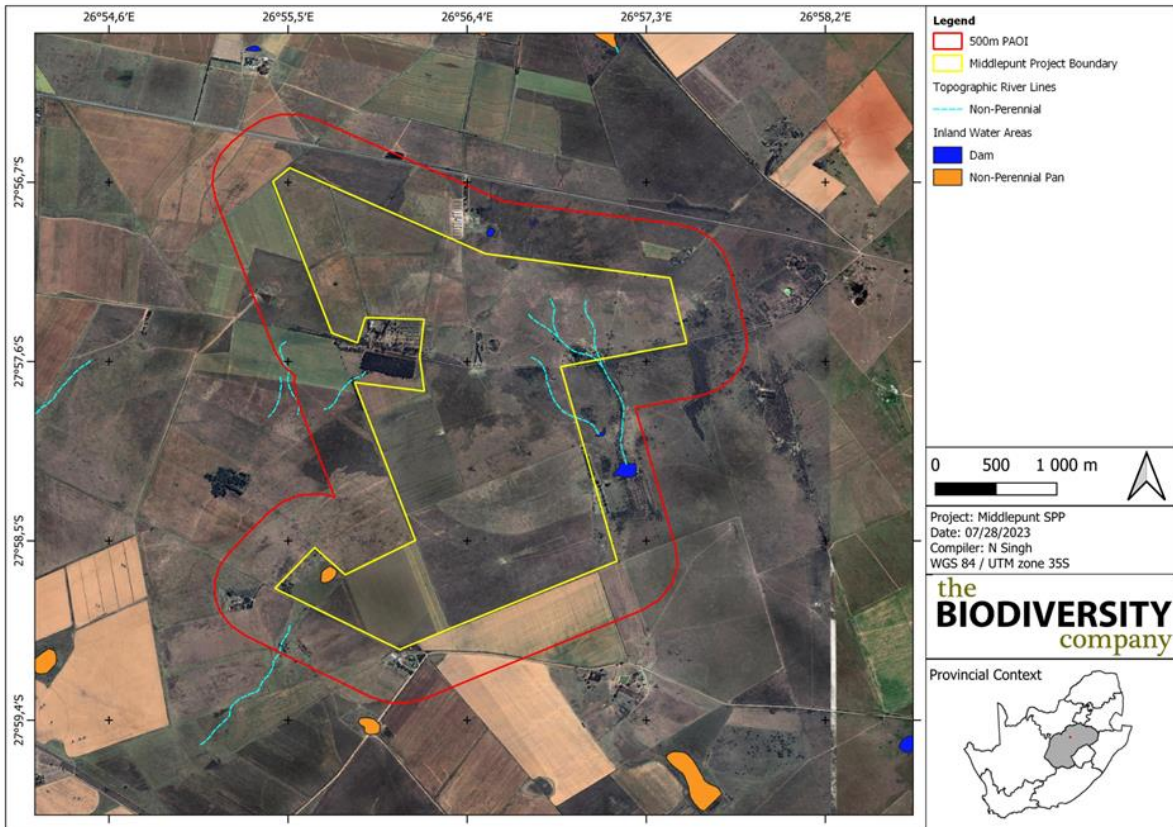 26°54,6'E
26°55,5'E
26°56,4'E
26°57,3'E
26°58,2'E
27°56,7'S
27°57,6'S
27°58,5'S
27°59,4'S
Legend
500m PAOI
Middlepunt Project Boundary
Topographic River Lines
Non-Perennial
Inland Water Areas
Dam
Non-Perennial Pan
0 500 1 000 m
Project: Middlepunt SPP
Date: 07/28/2023
Compiler: N Singh
WGS 84 / UTM zone 35S
the
BIODIVERSITY
company
Provincial Context